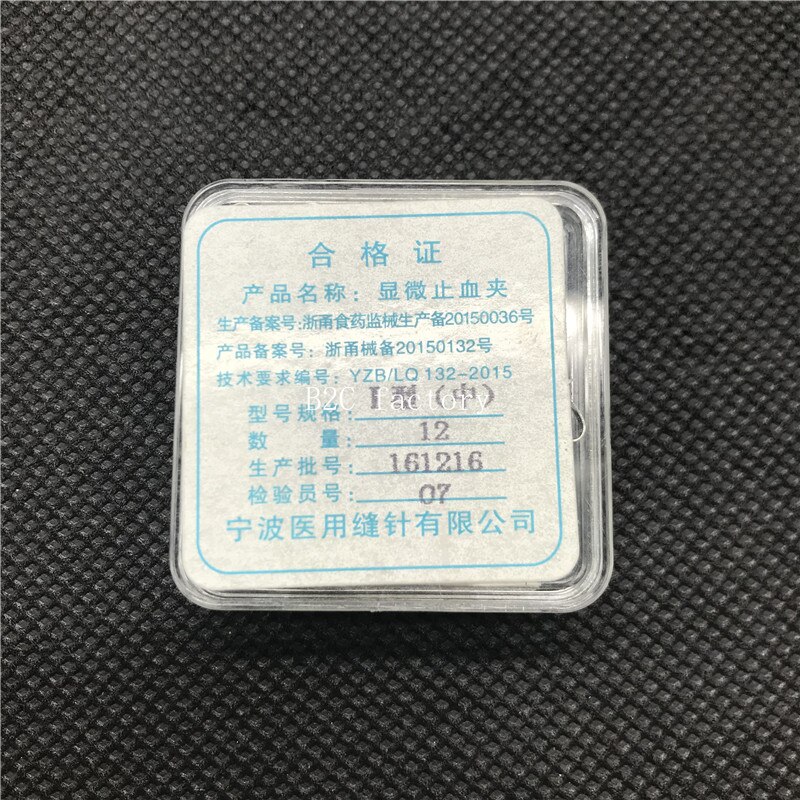 合格证
产品名称：显微止血夹
生产备案号：浙甬食药监械生产备20150036号
产品备案号：浙甬械备20150132号
技术要求编号：YZB/LQ 132-2015
型号规格：I型（中）
B2C factory
数量：12
生产批号：161216
检验员号：07
宁波医用缝针有限公司